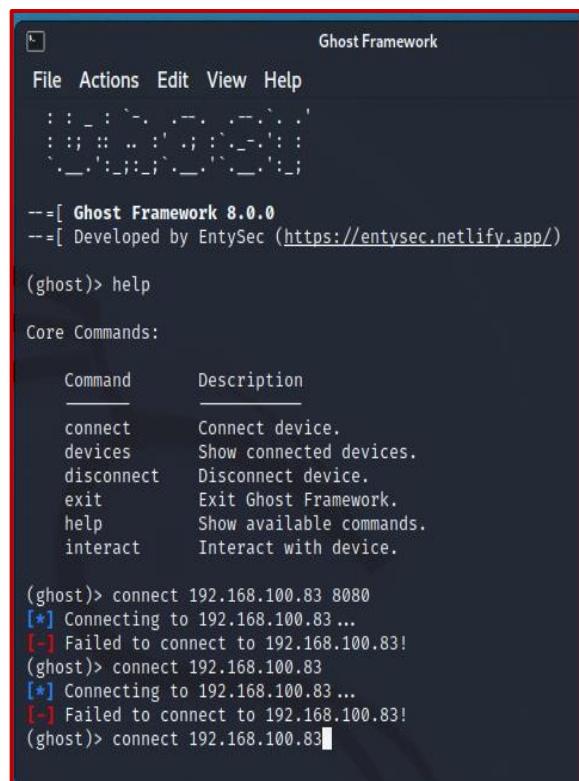 Ghost Framework
File Actions Edit View Help
--=[ Ghost Framework 8.0.0
--=[ Developed by EntySec (https://entysec.netlify.app/)
(ghost)> help
Core Commands:
Command Description
connect Connect device.
devices Show connected devices.
disconnect Disconnect device.
exit Exit Ghost Framework.
help Show available commands.
interact Interact with device.
(ghost)> connect 192.168.100.83 8080
[*] Connecting to 192.168.100.83...
[-] Failed to connect to 192.168.100.83!
(ghost)> connect 192.168.100.83
[*] Connecting to 192.168.100.83...
[-] Failed to connect to 192.168.100.83!
(ghost)> connect 192.168.100.83